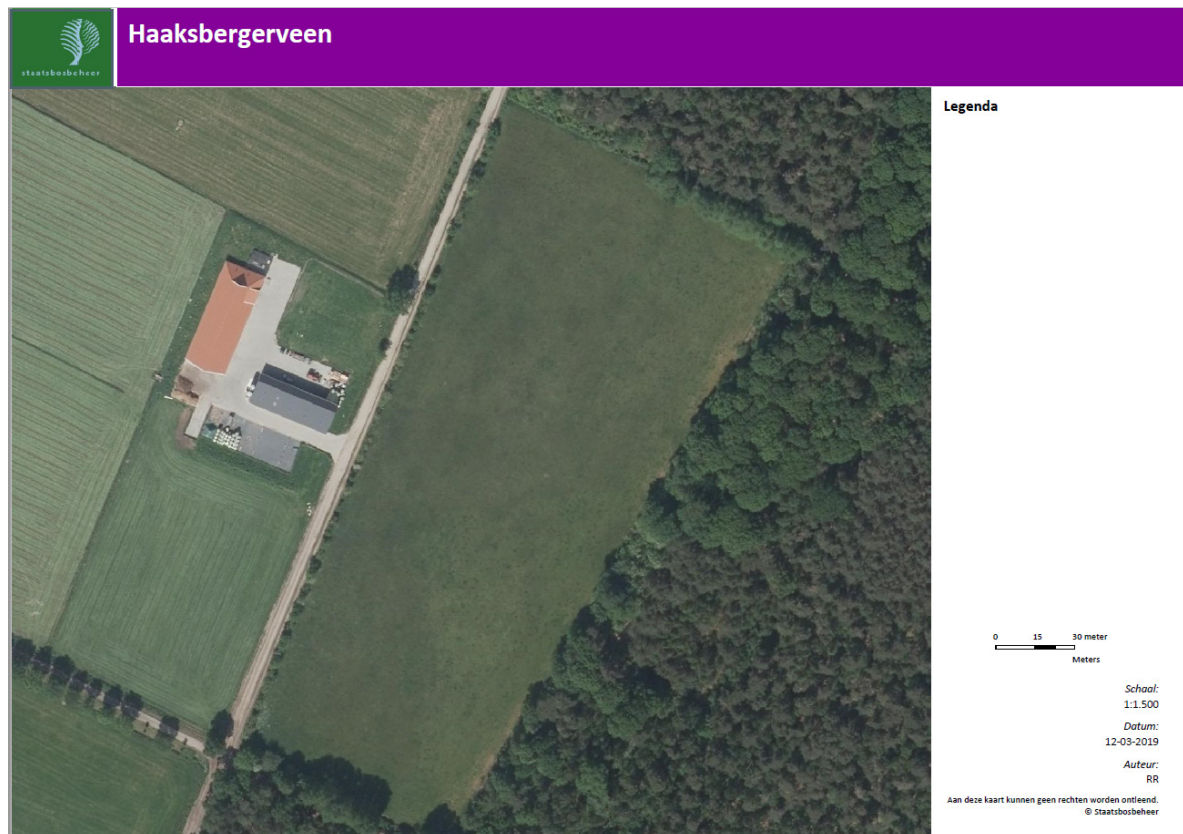 staatsbosbeheer
Haaksbergerveen
Legenda
0 15 30 meter
Meters
Schaal:
1:1.500
Datum:
12-03-2019
Auteur:
RR
Aan deze kaart kunnen geen rechten worden ontleend.
© Staatsbosbeheer